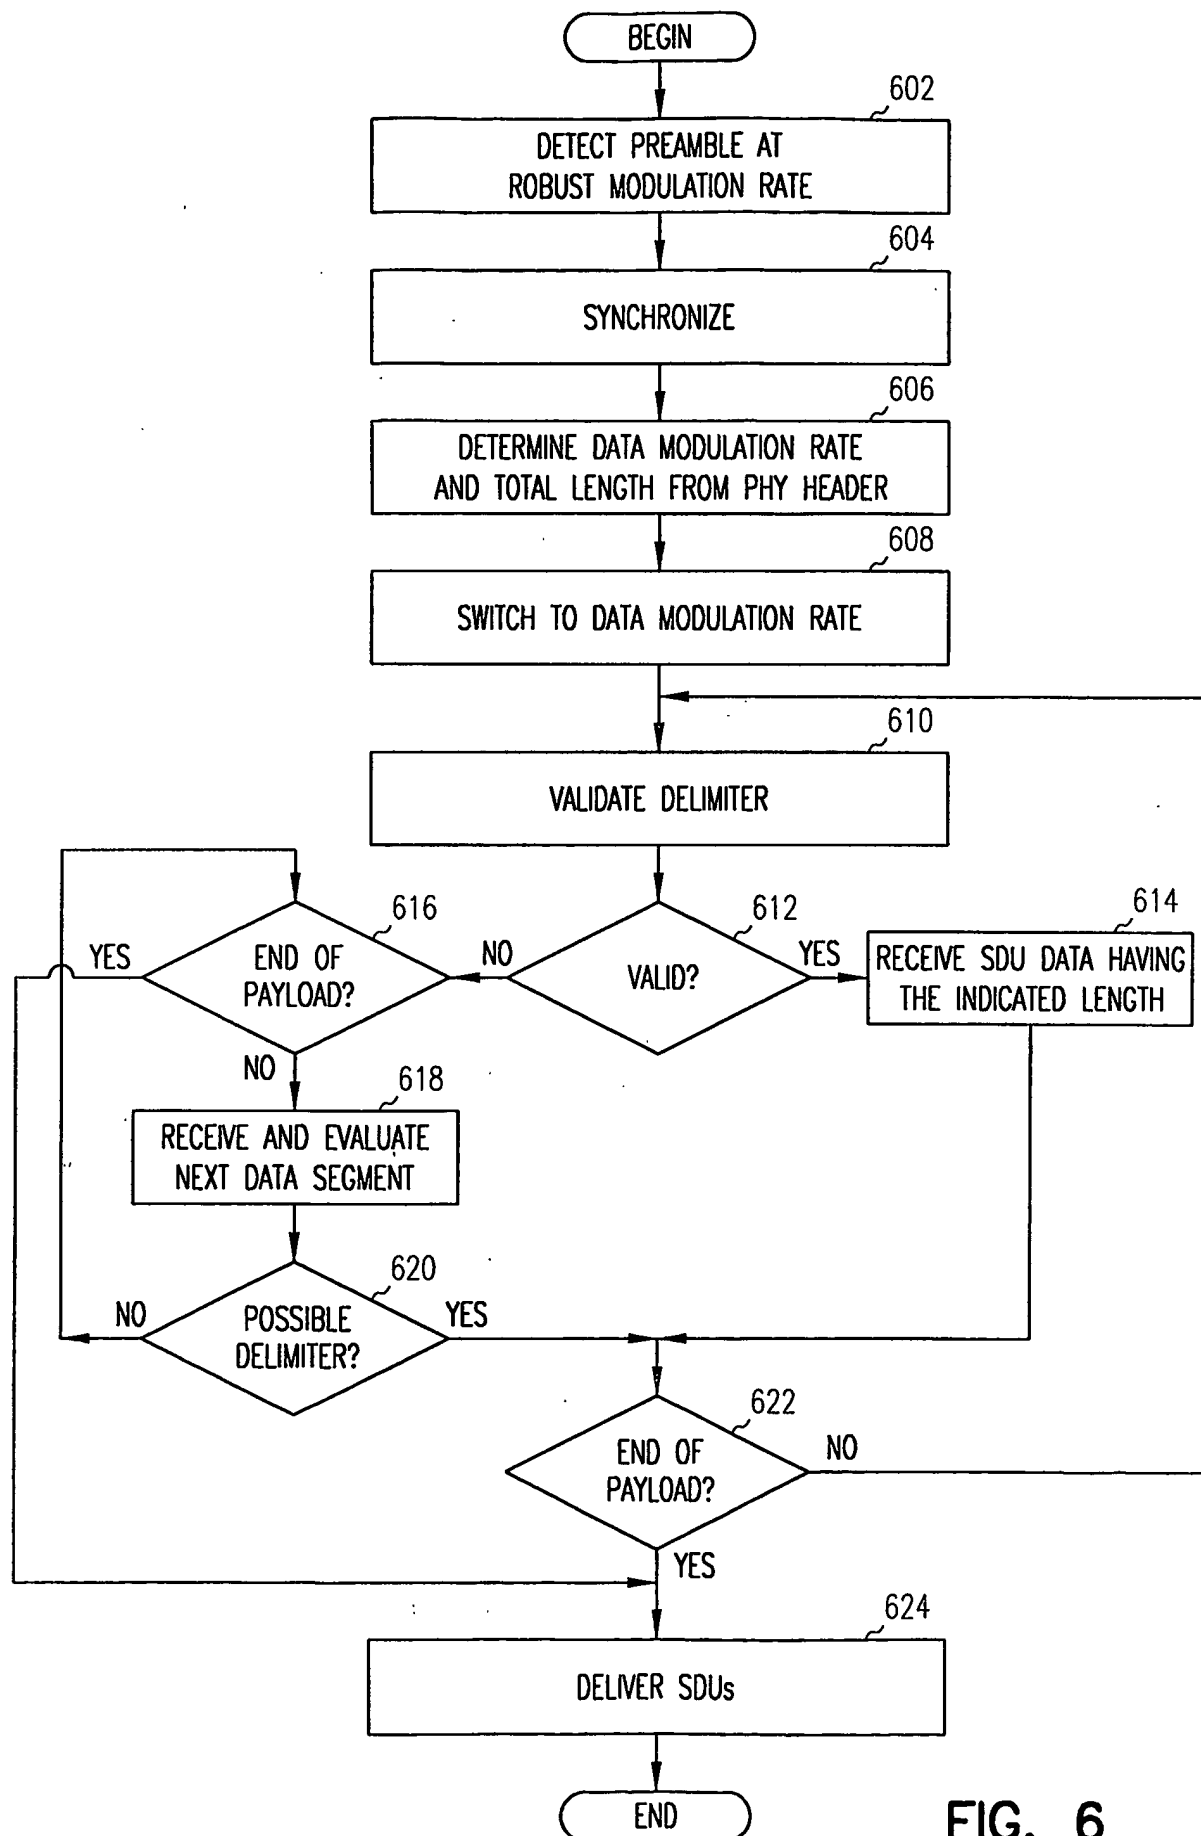 BEGIN
602
DETECT PREAMBLE AT
ROBUST MODULATION RATE
604
SYNCHRONIZE
606
DETERMINE DATA MODULATION RATE
AND TOTAL LENGTH FROM PHY HEADER
608
SWITCH TO DATA MODULATION RATE
610
VALIDATE DELIMITER
616
612
614
YES
END OF
PAYLOAD?
NO
VALID?
YES
RECEIVE SDU DATA HAVING
THE INDICATED LENGTH
NO
618
RECEIVE AND EVALUATE
NEXT DATA SEGMENT
620
NO
POSSIBLE
DELIMITER?
YES
622
END OF
PAYLOAD?
NO
YES
624
DELIVER SDUs
END
FIG. 6